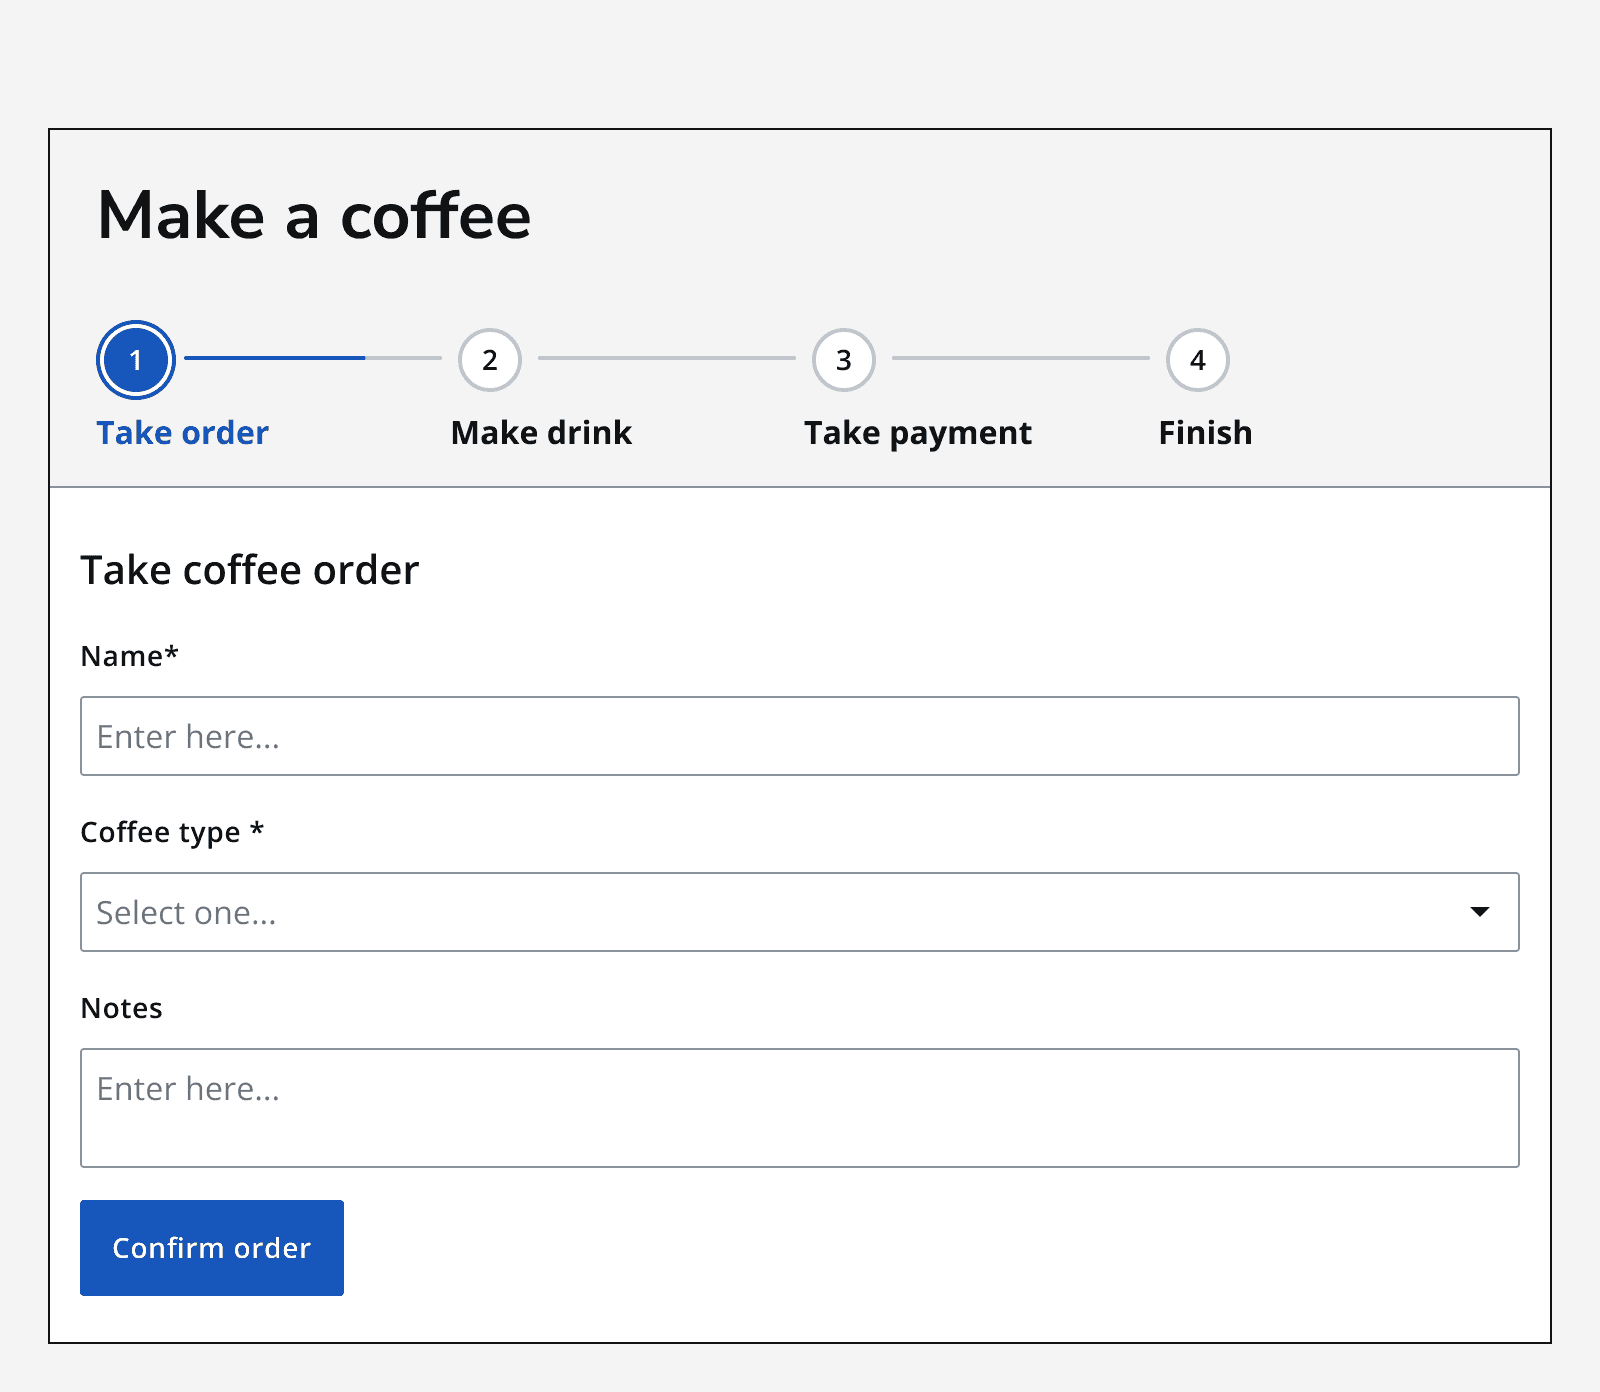 Make a coffee
1 2 3 4
Take order Make drink Take payment Finish
Take coffee order
Name*
Enter here...
Coffee type *
Select one...
Notes
Enter here...
Confirm order